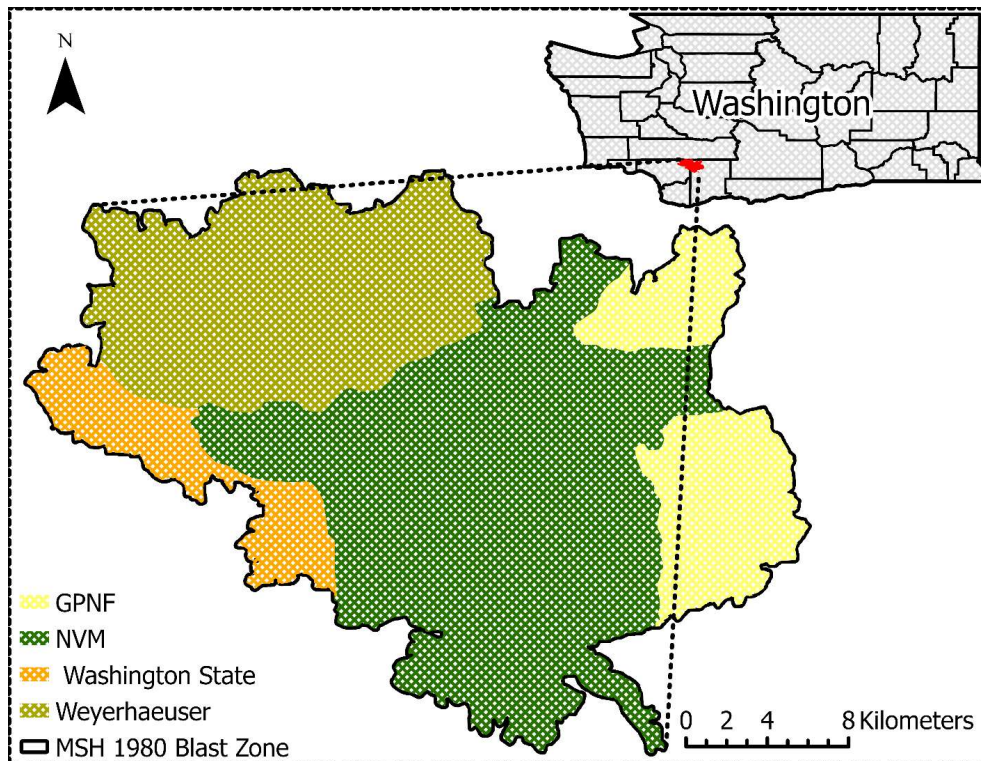 N
Washington
GPNF
NVM
Washington State
Weyerhaeuser
MSH 1980 Blast Zone
0 2 4 8 Kilometers